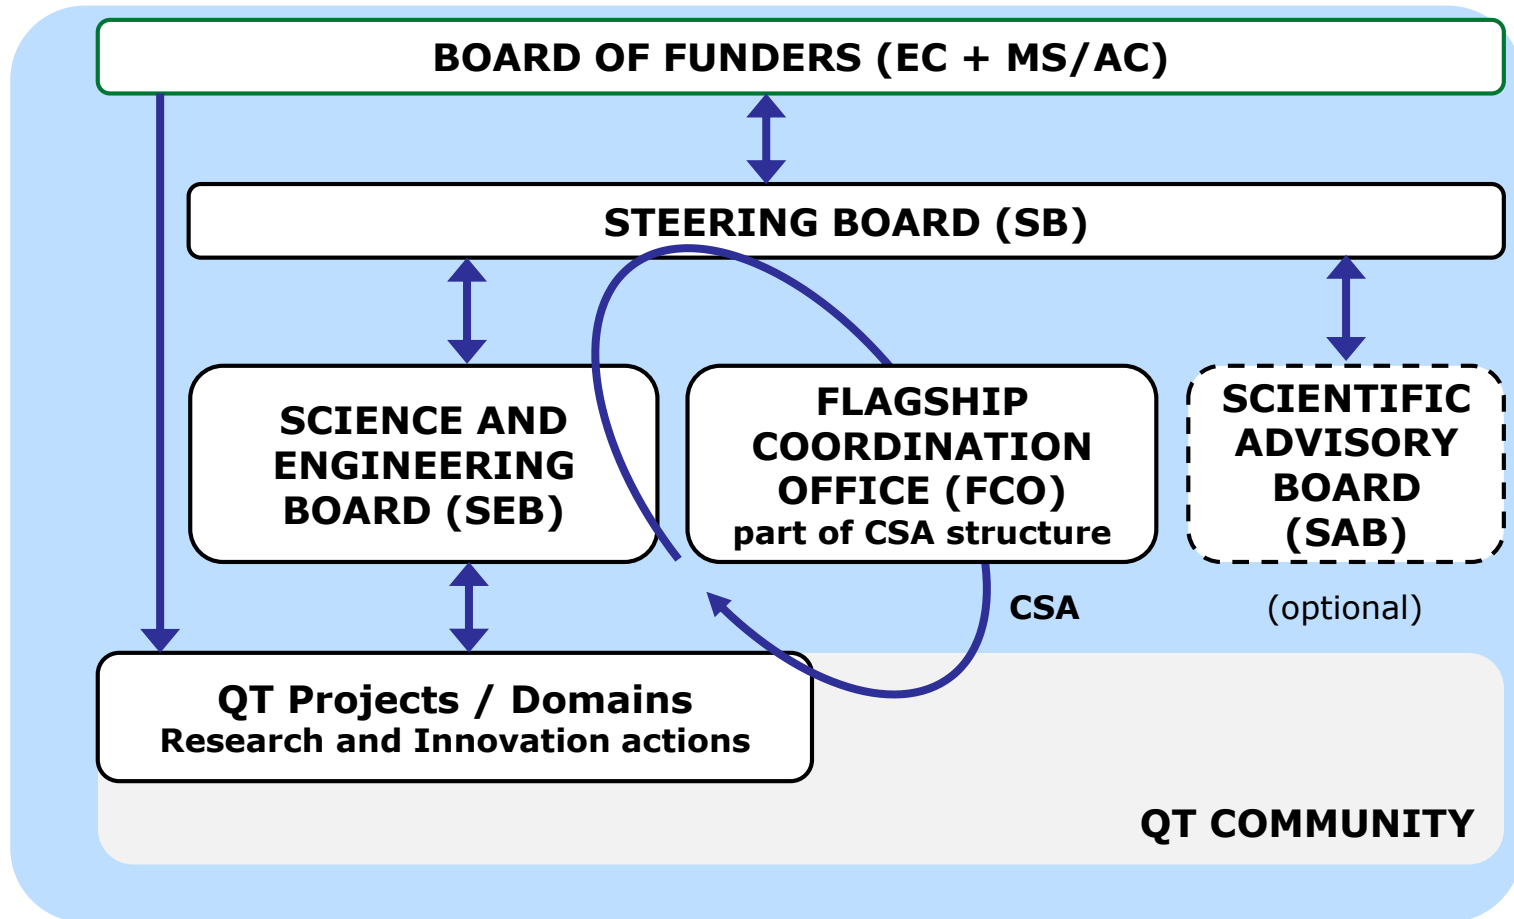 BOARD OF FUNDERS (EC + MS/AC)
STEERING BOARD (SB)
SCIENCE AND
ENGINEERING
BOARD (SEB)
FLAGSHIP
COORDINATION
OFFICE (FCO)
part of CSA structure
SCIENTIFIC
ADVISORY
BOARD
(SAB)
CSA
(optional)
QT Projects / Domains
Research and Innovation actions
QT COMMUNITY